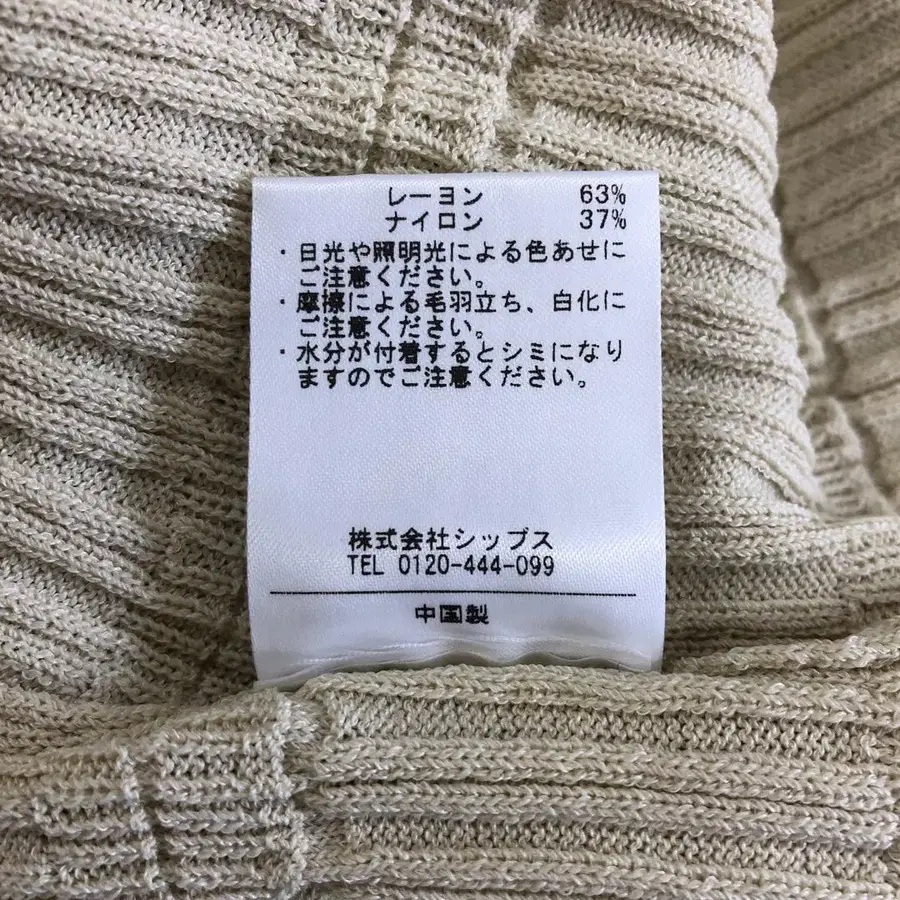 レーヨン 63%
ナイロン 37%
・日光や照明光による色あせに
ご注意ください。
・摩擦による毛羽立ち、白化に
ご注意ください。
・水分が付着するとシミになり
ますのでご注意ください。
株式会社シップス
TEL 0120-444-099
中国製